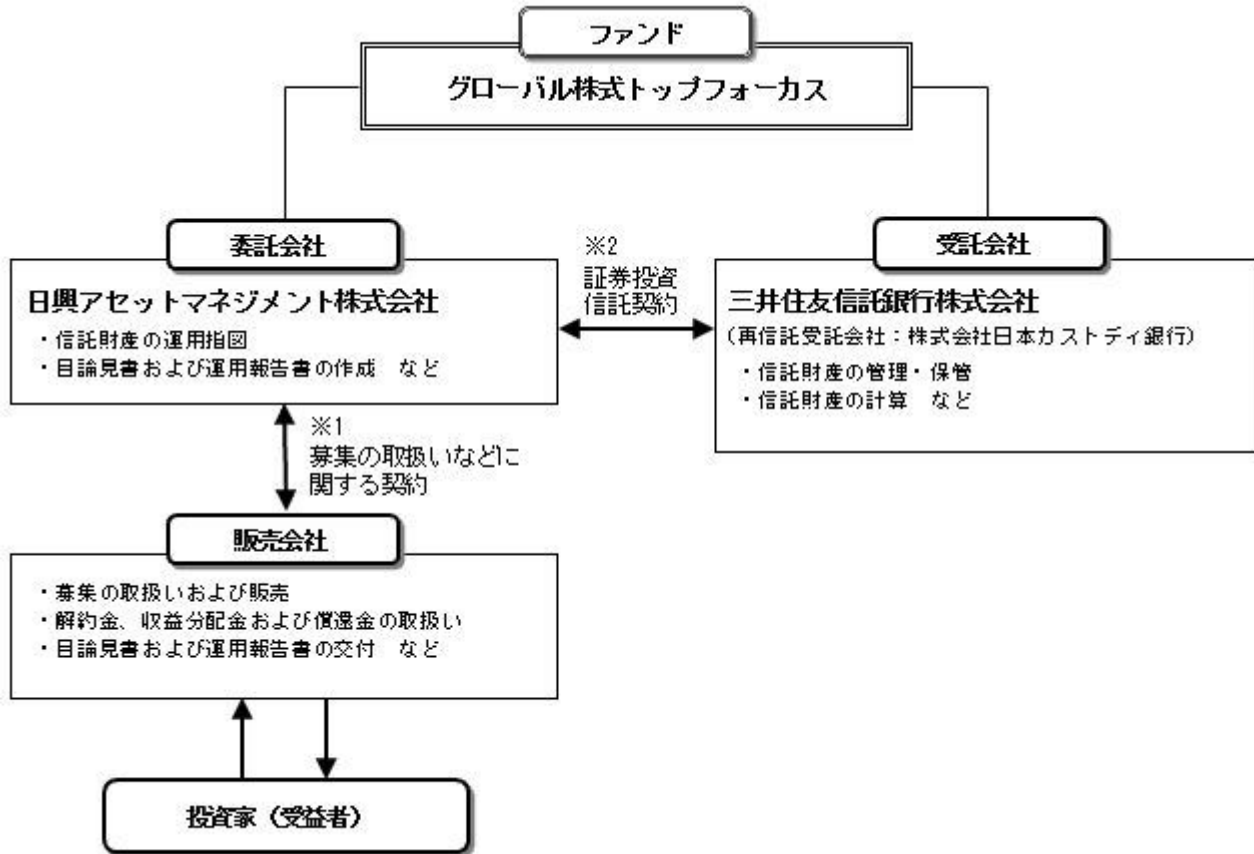 ファンド
グローバル株式トップフォーカス
委託会社
日興アセットマネジメント株式会社
・信託財産の運用指図
・目論見書および運用報告書の作成 など
※2
証券投資
信託契約
受託会社
三井住友信託銀行株式会社
(再信託受託会社:株式会社日本カストディ銀行)
・信託財産の管理・保管
・信託財産の計算 など
※1
募集の取扱いなどに
関する契約
販売会社
・募集の取扱いおよび販売
・解約金、収益分配金および償還金の取扱い
・目論見書および運用報告書の交付 など
投資家(受益者)